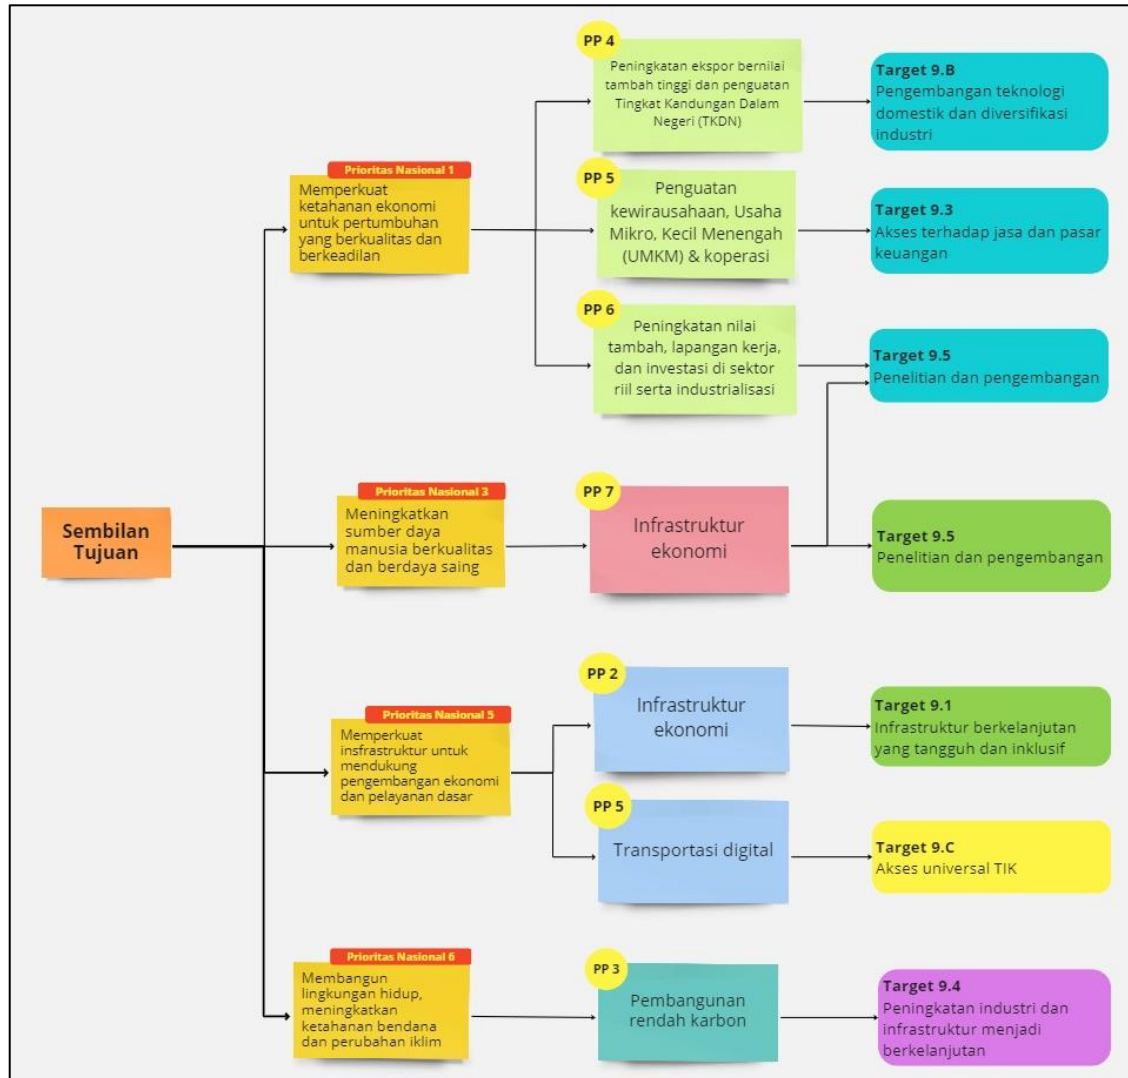 PP 4
Peningkatan ekspor bernilai
tambah tinggi dan penguatan
Tingkat Kandungan Dalam
Negeri (TKDN)
Target 9.B
Pengembangan teknologi
domestik dan diversifikasi
industri
Prioritas Nasional 1
Memperkuat
ketahanan ekonomi
untuk pertumbuhan
yang berkualitas dan
berkeadilan
PP 5
Penguatan
kewirausahaan, Usaha
Mikro, Kecil Menengah
(UMKM) & koperasi
Target 9.3
Akses terhadap jasa dan pasar
keuangan
PP 6
Peningkatan nilai
tambah, lapangan kerja,
dan investasi di sektor
riil serta industrialisasi
Target 9.5
Penelitian dan pengembangan
Sembilan
Tujuan
Prioritas Nasional 3
Meningkatkan
sumber daya
manusia berkualitas
dan berdaya saing
PP 7
Infrastruktur
ekonomi
Target 9.5
Penelitian dan pengembangan
Prioritas Nasional 5
Memperkuat
insfrastruktur untuk
mendukung
pengembangan ekonomi
dan pelayanan dasar
PP 2
Infrastruktur
ekonomi
Target 9.1
Infrastruktur berkelanjutan
yang tangguh dan inklusif
PP 5
Transportasi digital
Target 9.C
Akses universal TIK
Prioritas Nasional 6
Membangun
lingkungan hidup,
meningkatkan
ketahanan bendana
dan perubahan iklim
PP 3
Pembangunan
rendah karbon
Target 9.4
Peningkatan industri dan
infrastruktur menjadi
berkelanjutan